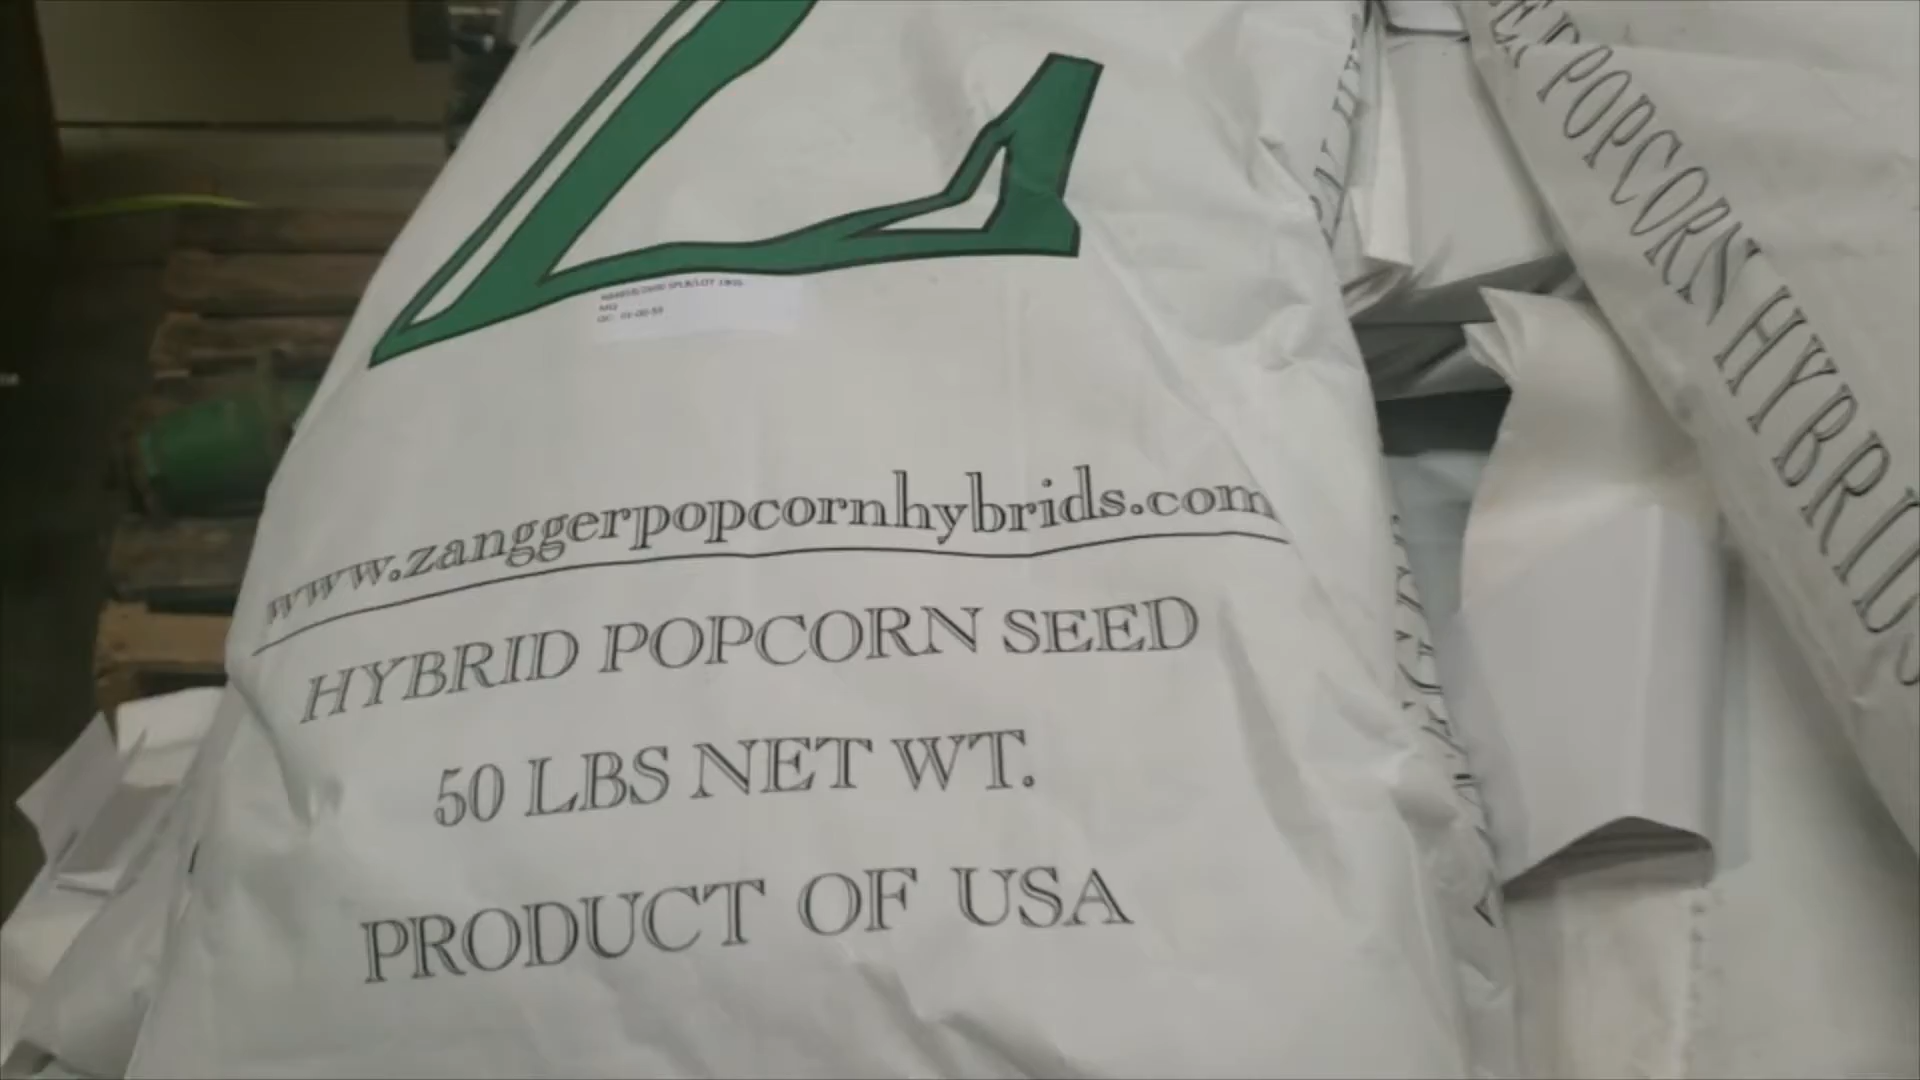 Z
www.zanggerpopcornhybrids.com
HYBRID POPCORN SEED
50 LBS NET WT.
PRODUCT OF USA
POPCORN HYBRIDS